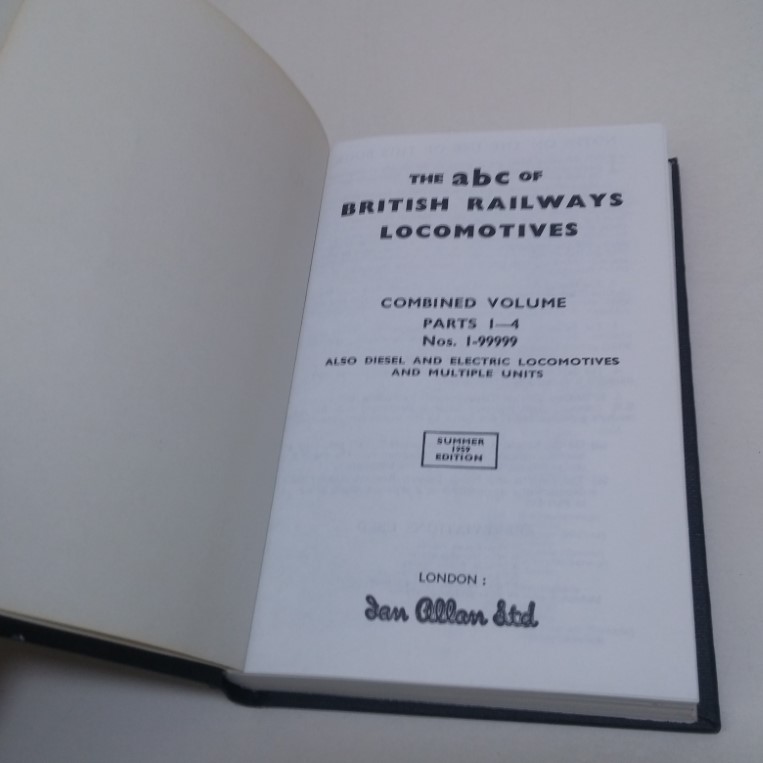 THE abc OF
BRITISH RAILWAYS
LOCOMOTIVES
COMBINED VOLUME
PARTS 1—4
Nos. 1-99999
ALSO DIESEL AND ELECTRIC LOCOMOTIVES
AND MULTIPLE UNITS
SUMMER
1959
EDITION
LONDON :
Ian Allan Ltd